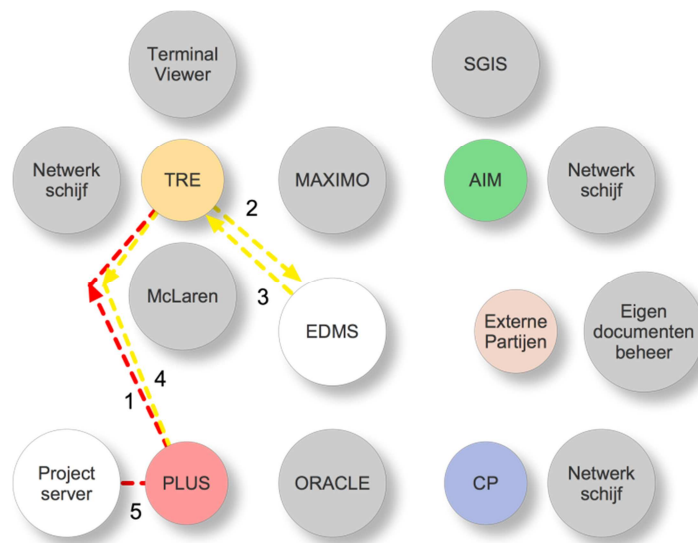 Terminal
Viewer
SGIS
Netwerk
schijf
TRE
MAXIMO
AIM
Netwerk
schijf
2
McLaren
3
EDMS
Externe
Partijen
Eigen
documenten
beheer
4
1
Project
server
PLUS
ORACLE
CP
Netwerk
schijf
5